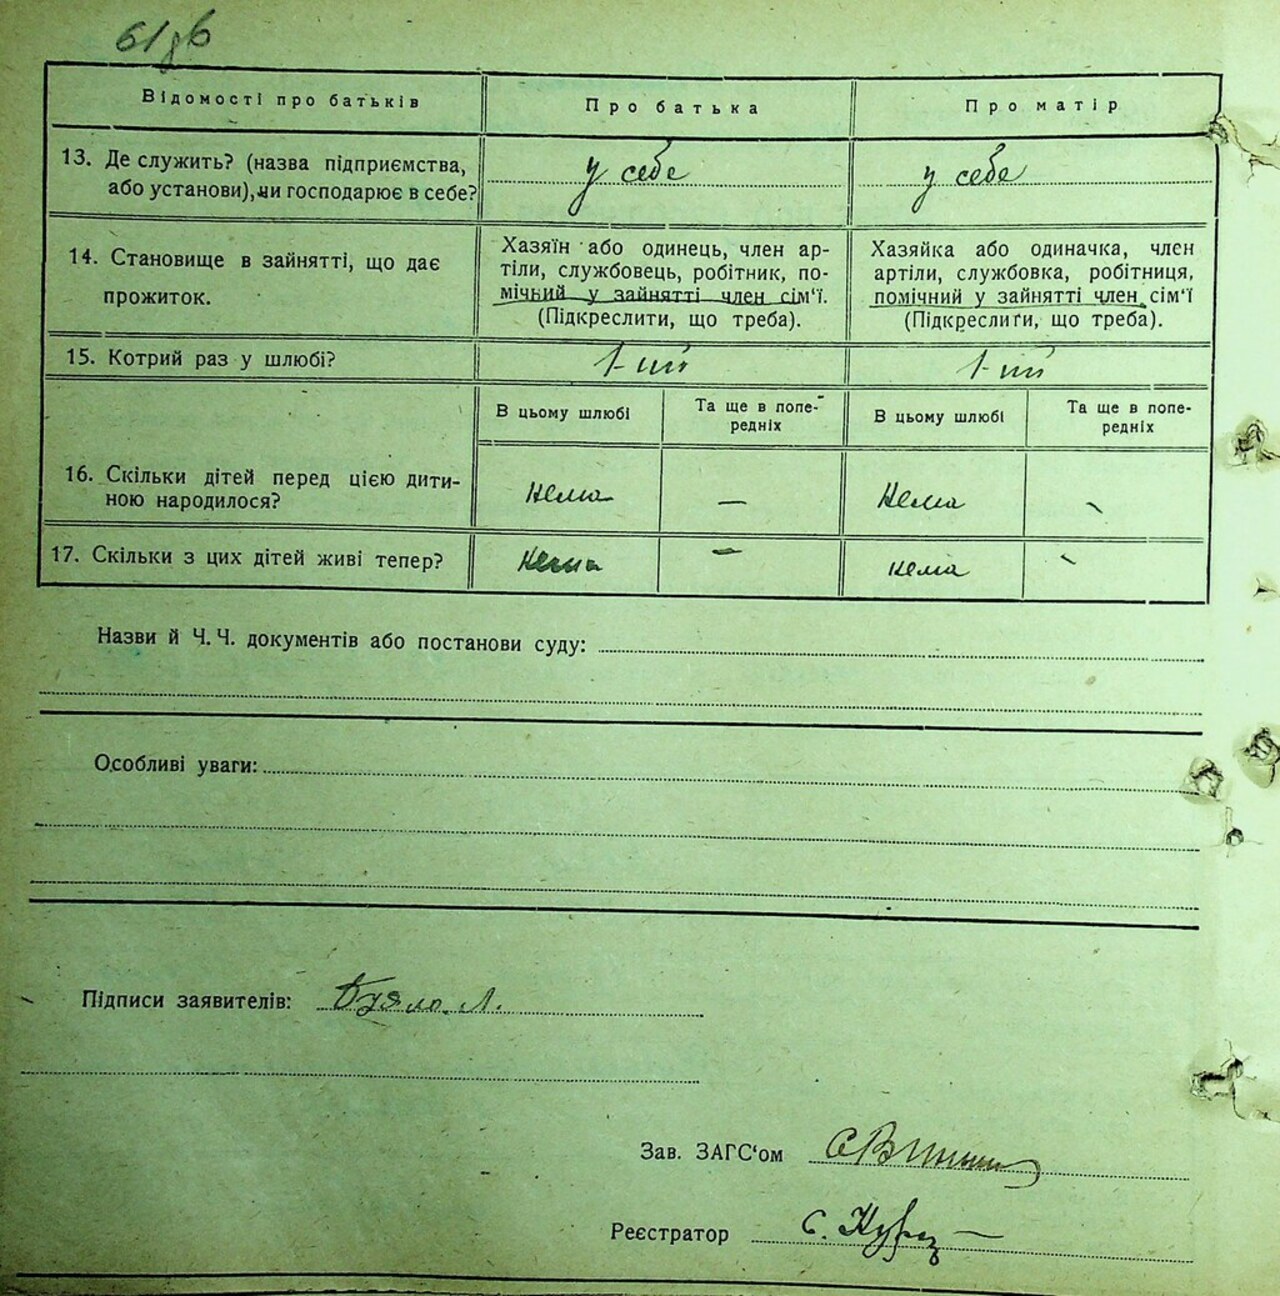 61зв
Відомості про батьків
Про батька
Про матір
13. Де служить? (назва підприємства,
або установи), чи господарює в себе?
у себе
у себе
14. Становище в зайнятті, що дає
прожиток.
Хазяїн або одинець, член ар-
тіли, службовець, робітник, по-
мічний у зайнятті член сім‘ї.
(Підкреслити, що треба).
Хазяйка або одиначка, член
артіли, службовка, робітниця,
помічний у зайнятті член сім‘ї
(Підкреслити, що треба).
15. Котрий раз у шлюбі?
1-ий
1-ий
В цьому шлюбі
Та ще в попе-
редніх
В цьому шлюбі
Та ще в попе-
редніх
16. Скільки дітей перед цією дити-
ною народилося?
нема
—
нема
-
17. Скільки з цих дітей живі тепер?
нема
—
нема
-
Назви й Ч. Ч. документів або постанови суду:
Особливі уваги:
Підписи заявителів:
Зав. ЗАГС‘ом
Реєстратор